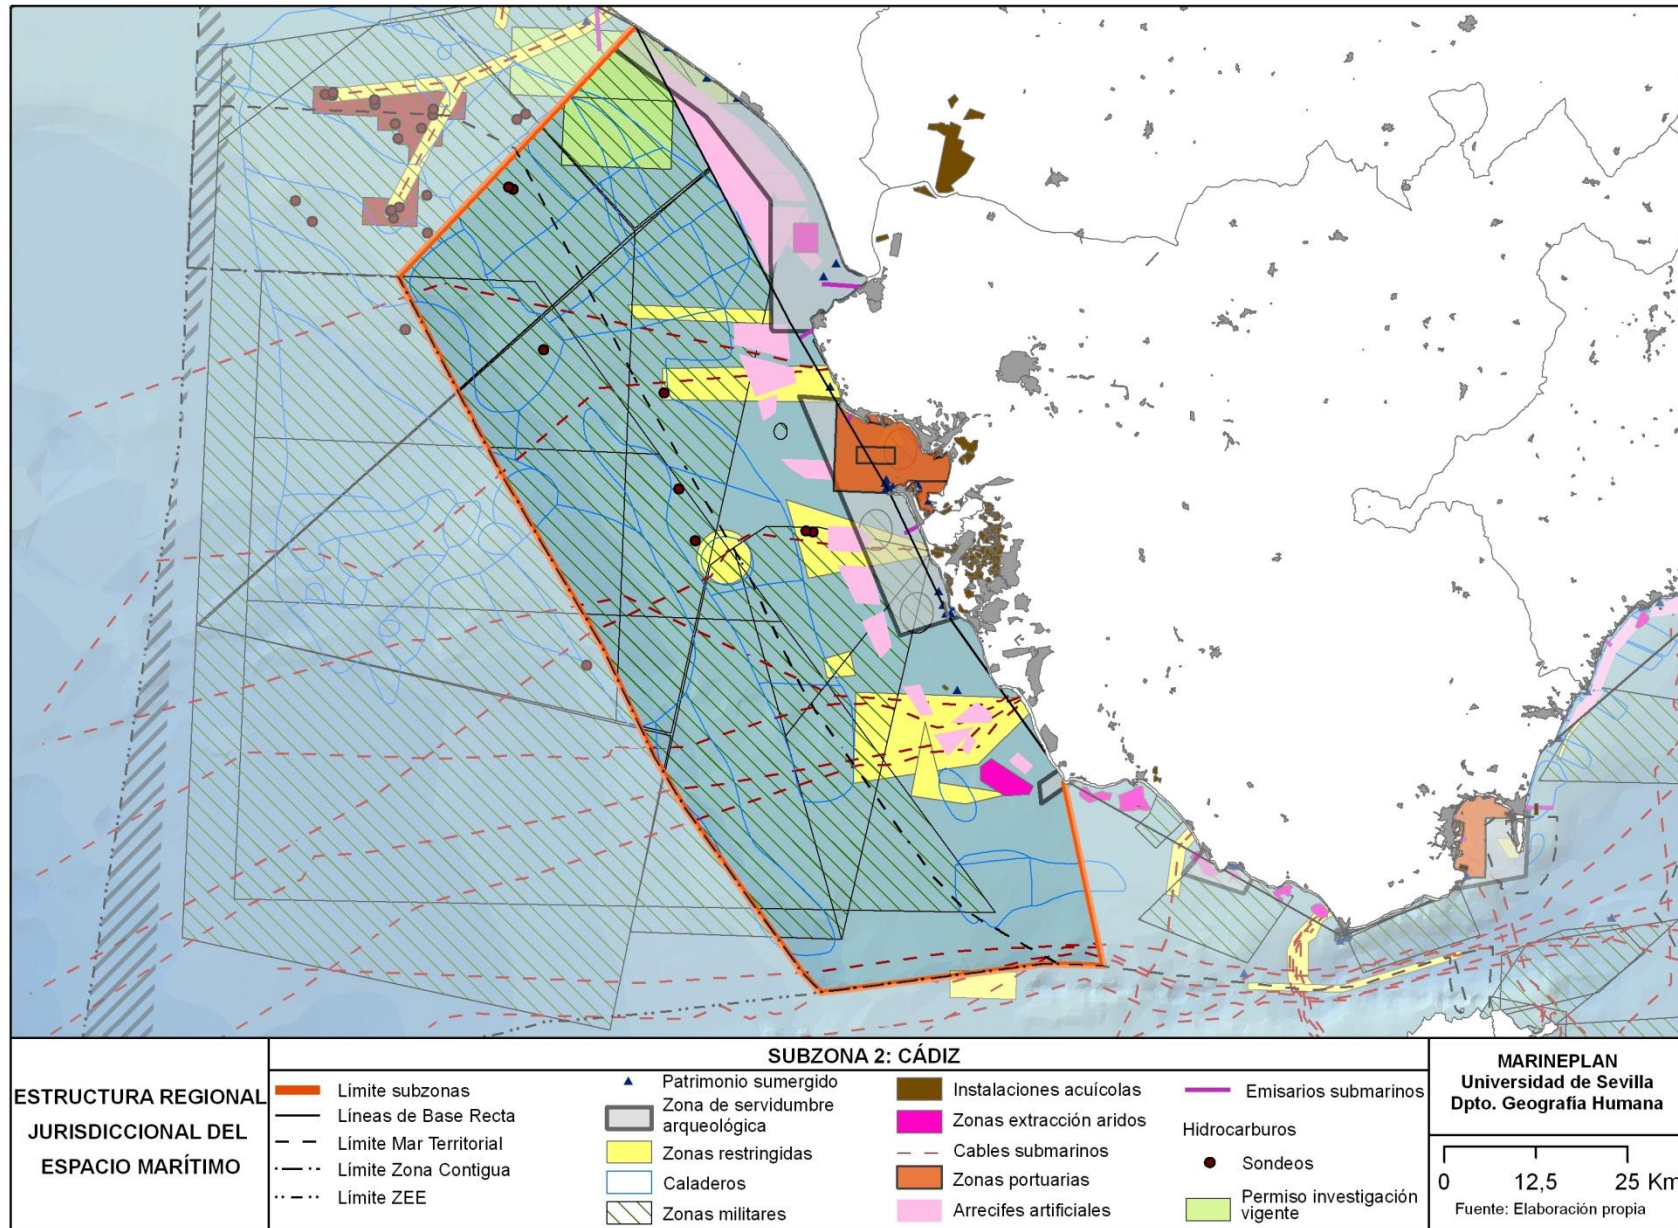 ESTRUCTURA REGIONAL
JURISDICCIONAL DEL
ESPACIO MARÍTIMO
SUBZONA 2: CÁDIZ
Límite subzonas
Líneas de Base Recta
Límite Mar Territorial
Límite Zona Contigua
Límite ZEE
Patrimonio sumergido
Zona de servidumbre
arqueológica
Zonas restringidas
Caladeros
Zonas militares
Instalaciones acuícolas
Zonas extracción aridos
Cables submarinos
Zonas portuarias
Arrecifes artificiales
Emisarios submarinos
Hidrocarburos
Sondeos
Permiso investigación
vigente
MARINEPLAN
Universidad de Sevilla
Dpto. Geografía Humana
0 12,5 25 Km
Fuente: Elaboración propia